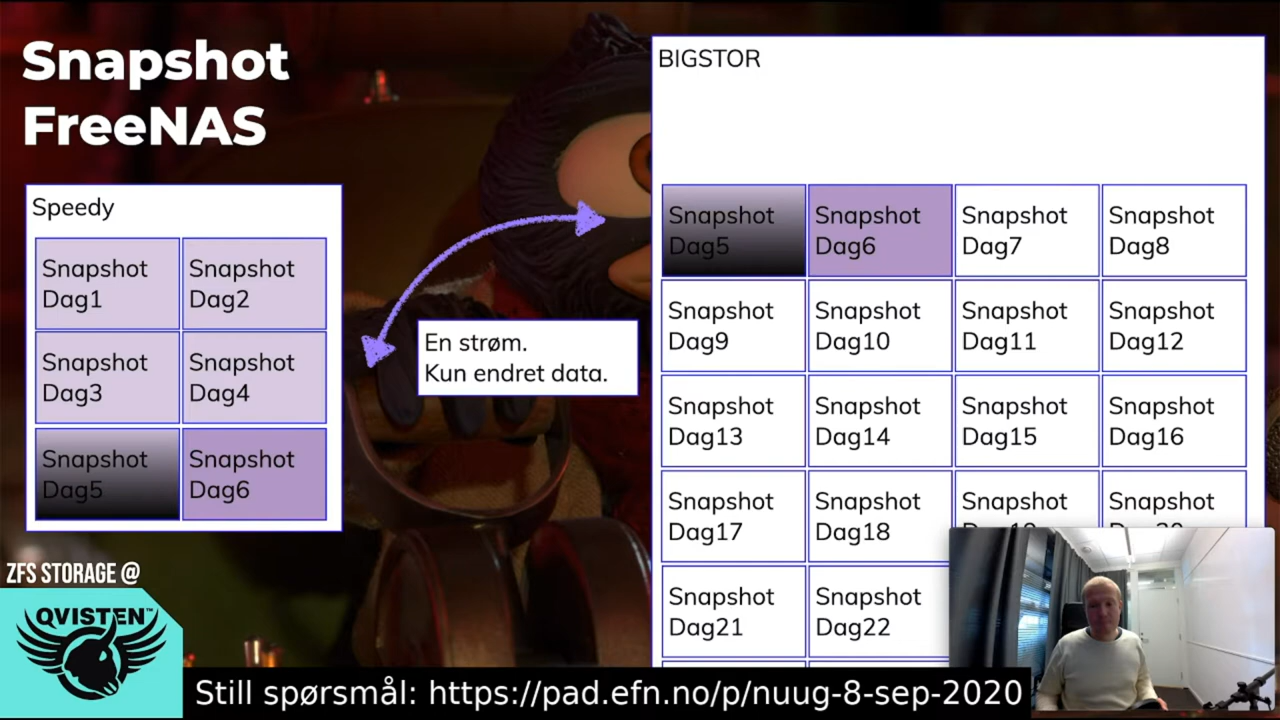 Snapshot
FreeNAS
Speedy
Snapshot
Dag1
Snapshot
Dag2
Snapshot
Dag3
Snapshot
Dag4
Snapshot
Dag5
Snapshot
Dag6
En strøm.
Kun endret data.
BIGSTOR
Snapshot
Dag5
Snapshot
Dag6
Snapshot
Dag7
Snapshot
Dag8
Snapshot
Dag9
Snapshot
Dag10
Snapshot
Dag11
Snapshot
Dag12
Snapshot
Dag13
Snapshot
Dag14
Snapshot
Dag15
Snapshot
Dag16
Snapshot
Dag17
Snapshot
Dag18
Snapshot
Snapshot
Snapshot
Dag21
Snapshot
Dag22
ZFS STORAGE @
QVISTEN™
Still spørsmål: https://pad.efn.no/p/nuug-8-sep-2020